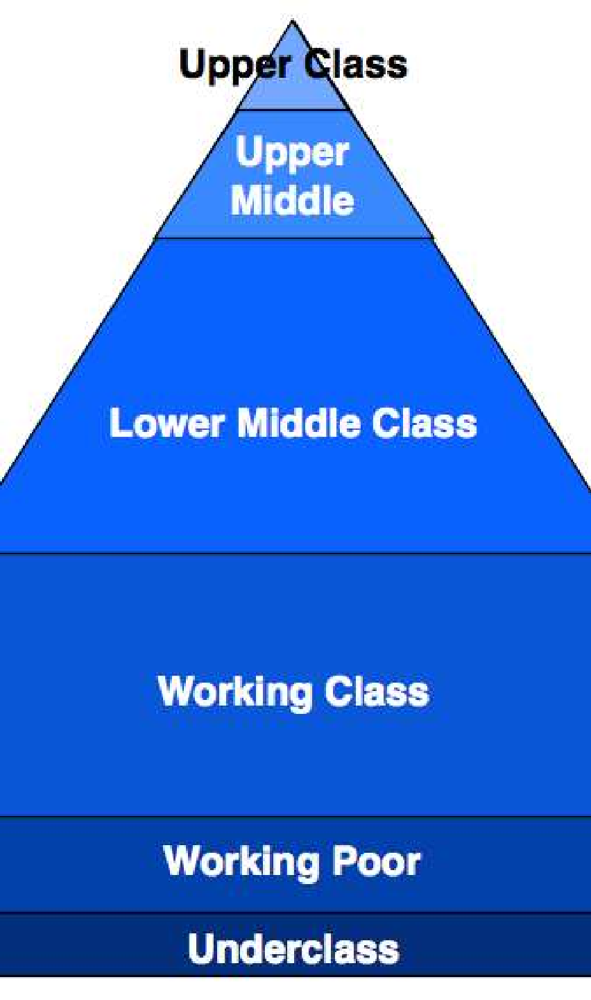 Upper Class
Upper
Middle
Lower Middle Class
Working Class
Working Poor
Underclass